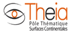 Theia
Pôle Thématique
Surfaces Continentales